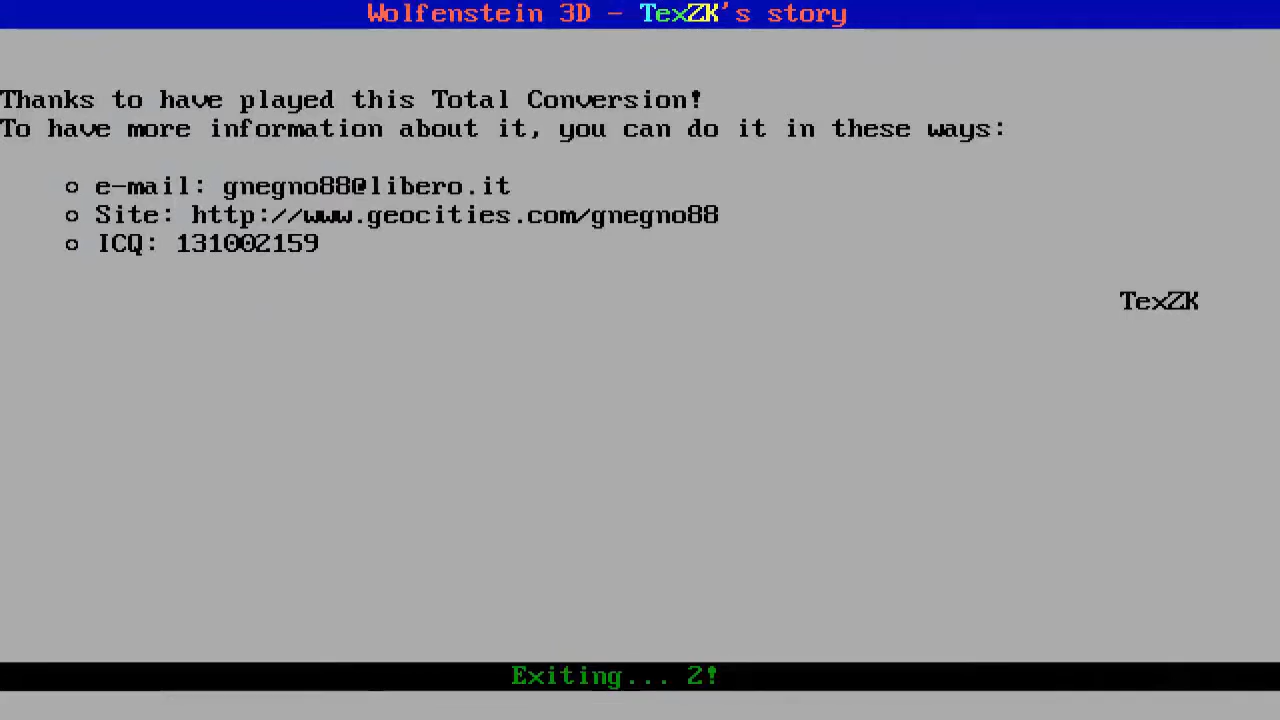 Wolfenstein 3D - TexZK's story
Thanks to have played this Total Conversion!
To have more information about it, you can do it in these ways:
o e-mail: gnegno88@libero.it
o Site: http://www.geocities.com/gnegno88
o ICQ: 131002159
TexZK
Exiting... 2!